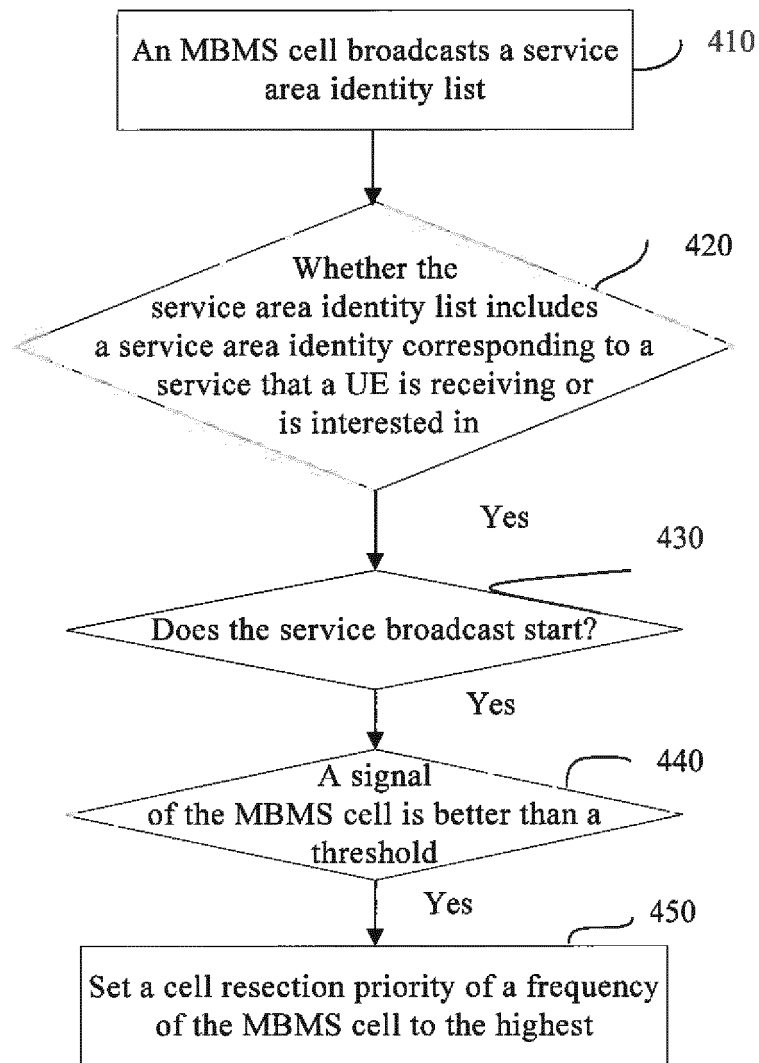 An MBMS cell broadcasts a service
area identity list
410
Whether the
service area identity list includes
a service area identity corresponding to a
service that a UE is receiving or
is interested in
420
Yes
430
Does the service broadcast start?
Yes
440
A signal
of the MBMS cell is better than a
threshold
Yes
450
Set a cell resection priority of a frequency
of the MBMS cell to the highest